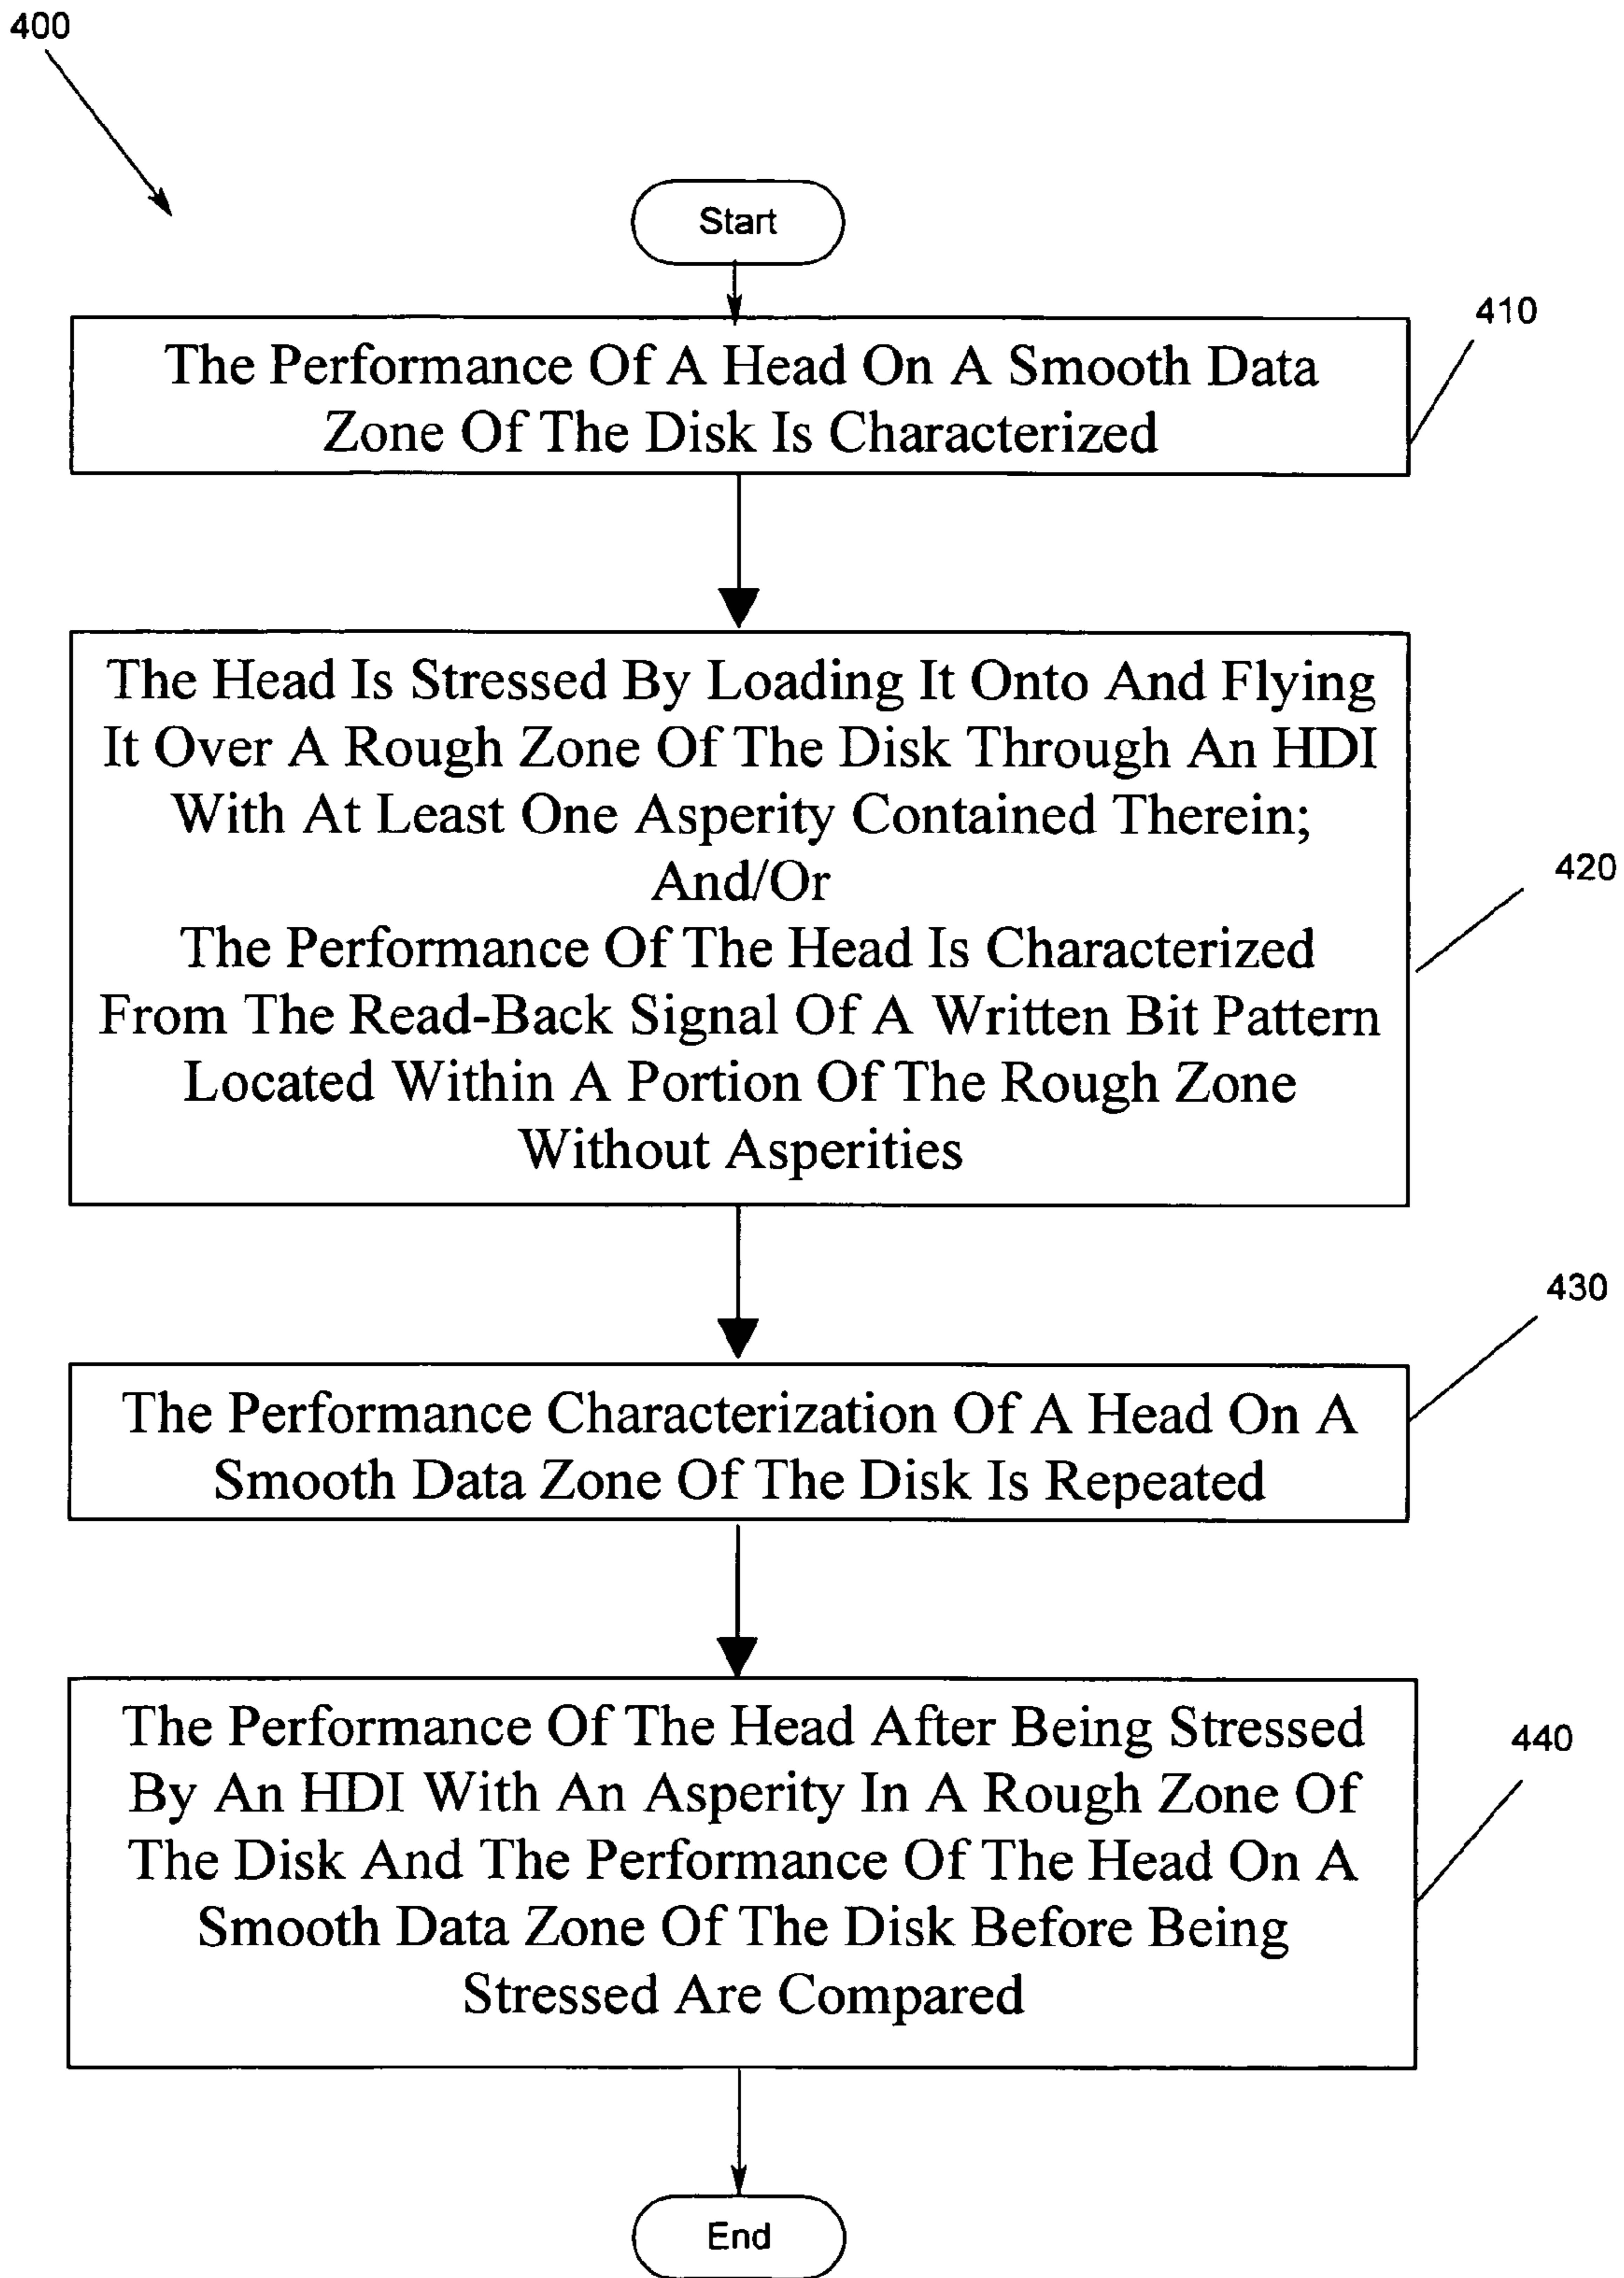 400
Start
410
The Performance Of A Head On A Smooth Data
Zone Of The Disk Is Characterized
The Head Is Stressed By Loading It Onto And Flying
It Over A Rough Zone Of The Disk Through An HDI
With At Least One Asperity Contained Therein;
And/Or
420
The Performance Of The Head Is Characterized
From The Read-Back Signal Of A Written Bit Pattern
Located Within A Portion Of The Rough Zone
Without Asperities
430
The Performance Characterization Of A Head On A
Smooth Data Zone Of The Disk Is Repeated
The Performance Of The Head After Being Stressed
440
By An HDI With An Asperity In A Rough Zone Of
The Disk And The Performance Of The Head On A
Smooth Data Zone Of The Disk Before Being
Stressed Are Compared
End